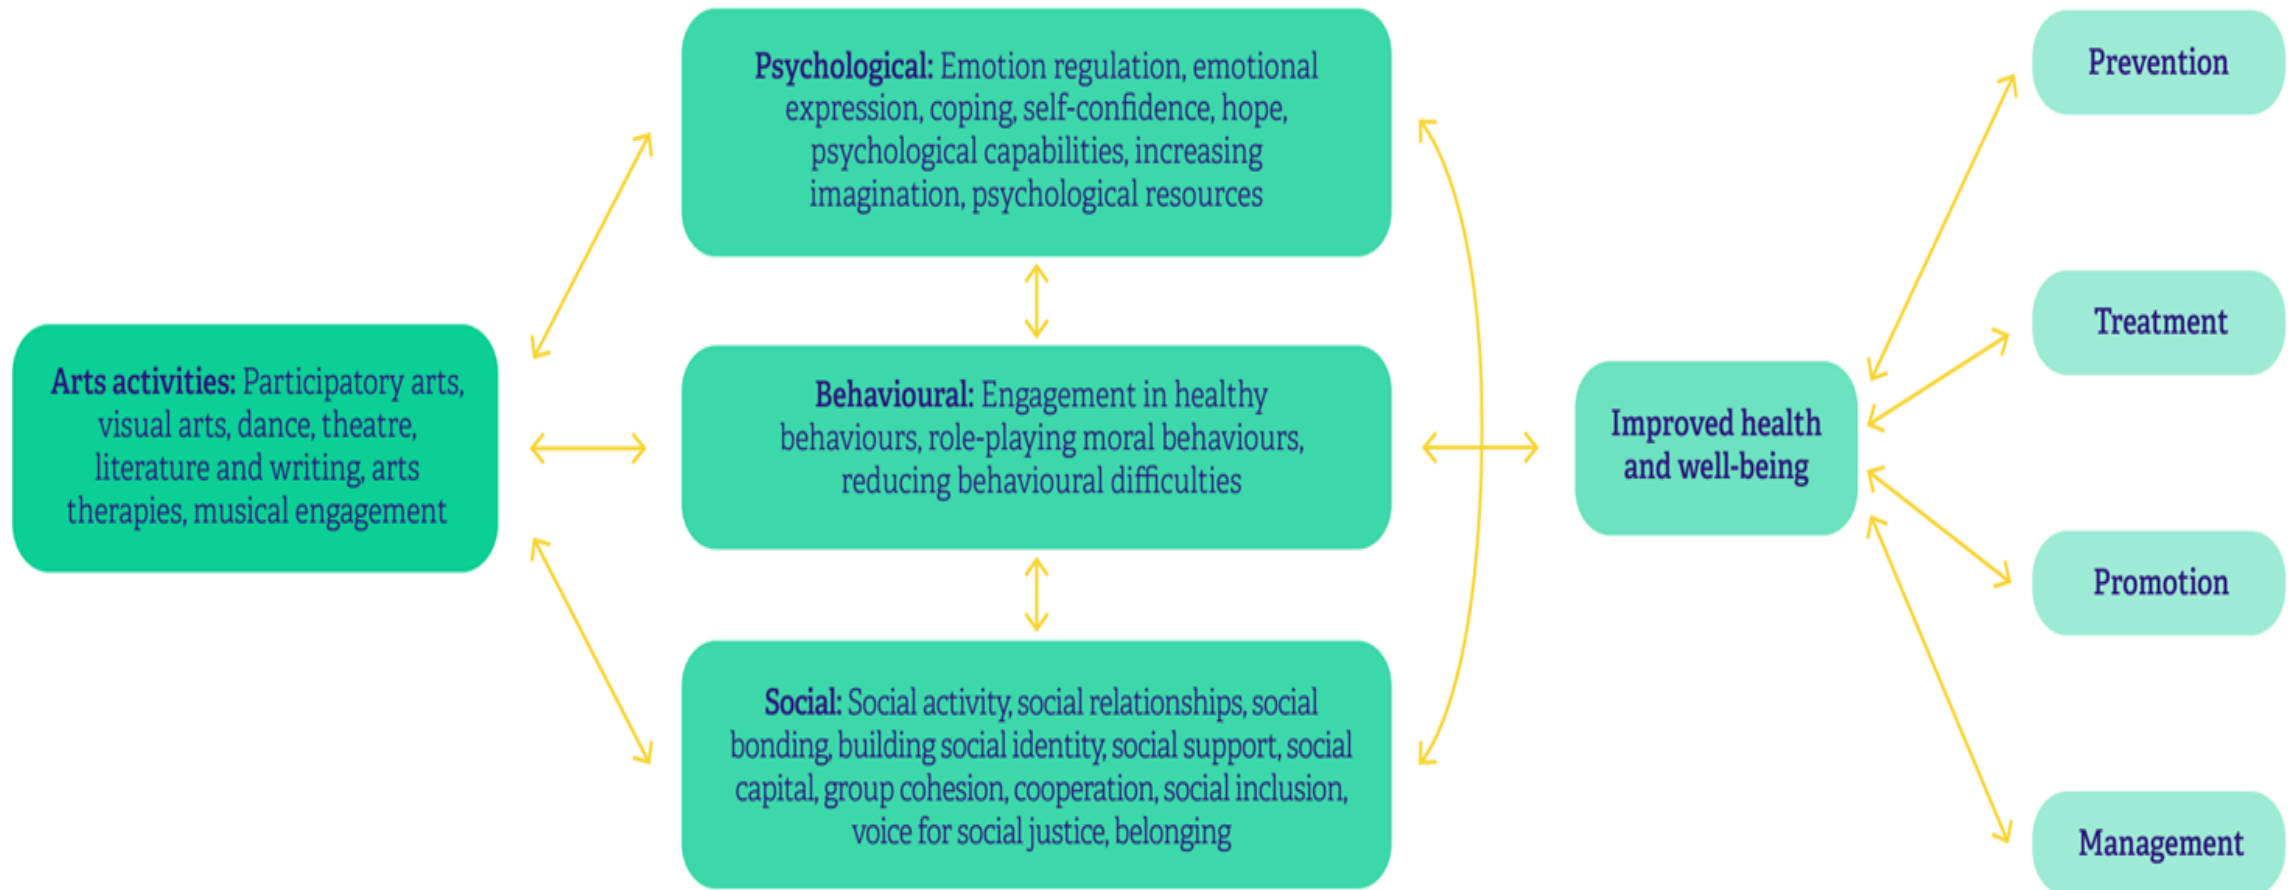 Arts activities: Participatory arts,
visual arts, dance, theatre,
literature and writing, arts
therapies, musical engagement
Psychological: Emotion regulation, emotional
expression, coping, self-confidence, hope,
psychological capabilities, increasing
imagination, psychological resources
Behavioural: Engagement in healthy
behaviours, role-playing moral behaviours,
reducing behavioural difficulties
Social: Social activity, social relationships, social
bonding, building social identity, social support, social
capital, group cohesion, cooperation, social inclusion,
voice for social justice, belonging
Improved health
and well-being
Prevention
Treatment
Promotion
Management